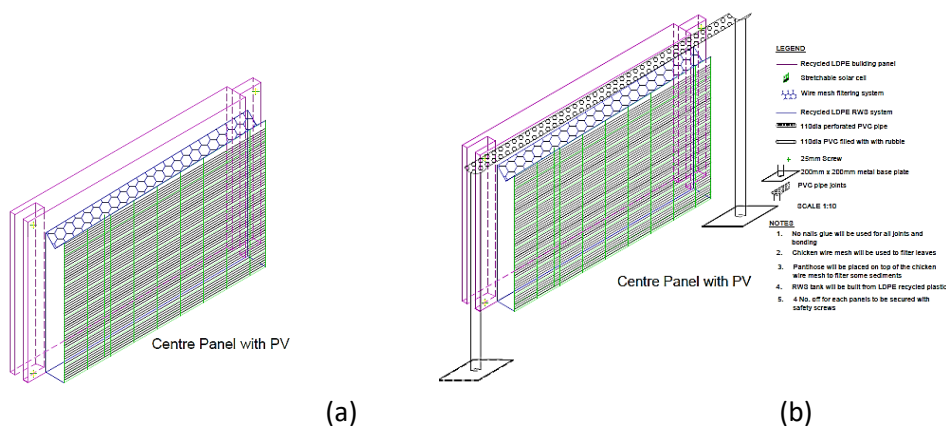 Centre Panel with PV
(a)
Centre Panel with PV
(b)
LEGEND
Recycled LDPE building panel
Stretchable solar cell
Wire mesh filtering system
Recycled LDPE RWG system
110dia perforated PVC pipe
110dia PVC filled with with rubble
25mm Screw
200mm x 200mm metal base plate
PVC pipe joints
SCALE 1:10
NOTES
1. No nails glue will be used for all joints and
bonding
2. Chicken wire mesh will be used to filter leaves
3. Panthose will be placed on top of the chicken
wire mesh to filter some sediments
4. RWG tank will be built from LDPE recycled plastic
5. 4 No. off for each panels to be secured with
safety screws